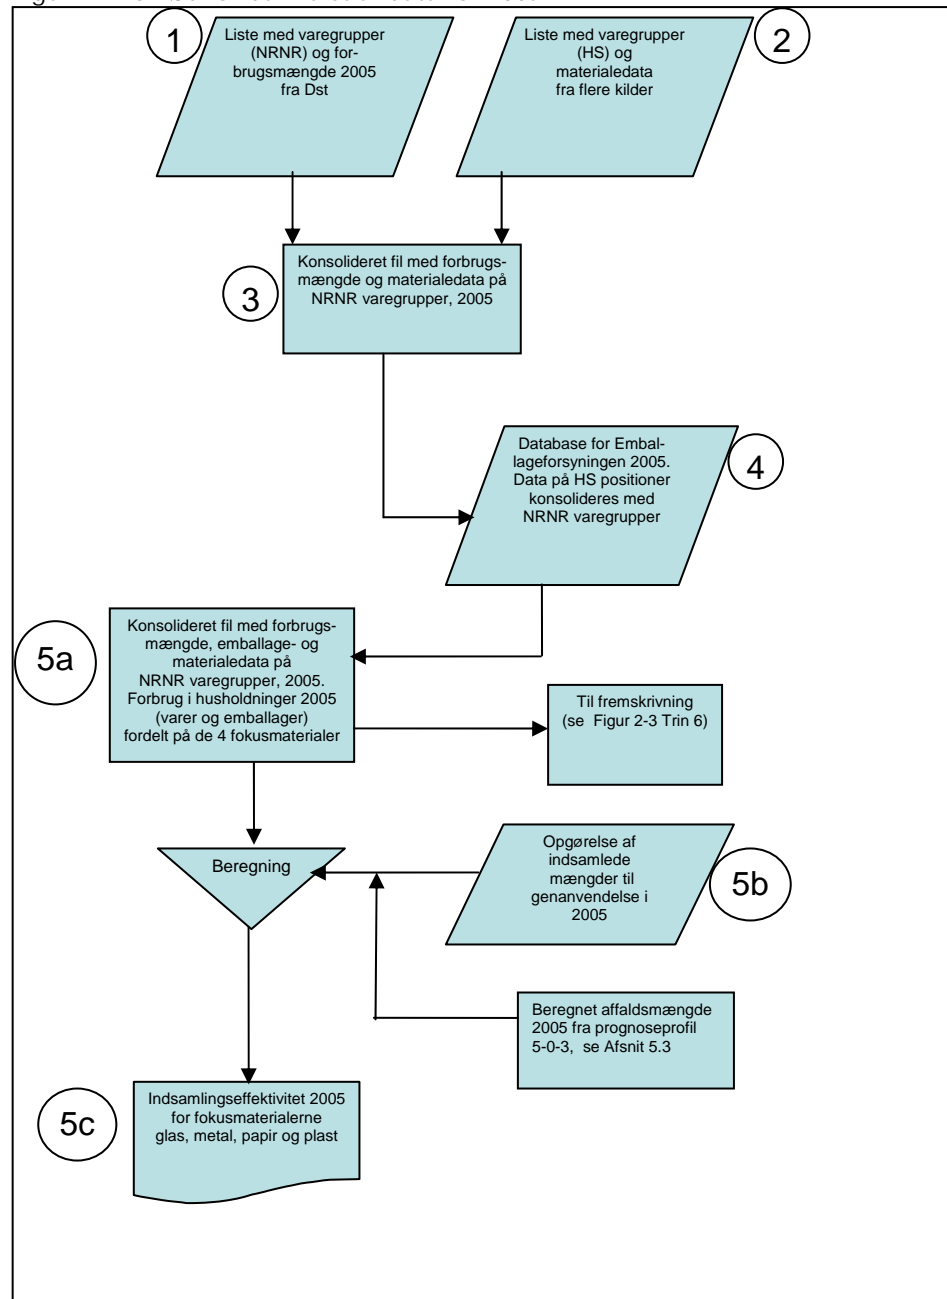 1
Liste med varegrupper
(NRNR) og for-
brugsmængde 2005
fra Dst
Liste med varegrupper
(HS) og
materialedata
fra flere kilder
2
3
Konsolideret fil med forbrugs-
mængde og materialedata på
NRNR varegrupper, 2005
Database for Embal-
lageforsyningen 2005.
Data på HS positioner
konsolideres med
NRNR varegrupper
4
5a
Konsolideret fil med forbrugs-
mængde, emballage- og
materialedata på
NRNR varegrupper, 2005.
Forbrug i husholdninger 2005
(varer og emballager)
fordelt på de 4 fokusmaterialer
Til fremskrivning
(se Figur 2-3 Trin 6)
Beregning
Opgørelse af
indsamlede
mængder til
genanvendelse i
2005
5b
Beregnet affaldsmængde
2005 fra prognoseprofil
5-0-3, se Afsnit 5.3
5c
Indsamlingseffektivitet 2005
for fokusmaterialerne
glas, metal, papir og plast